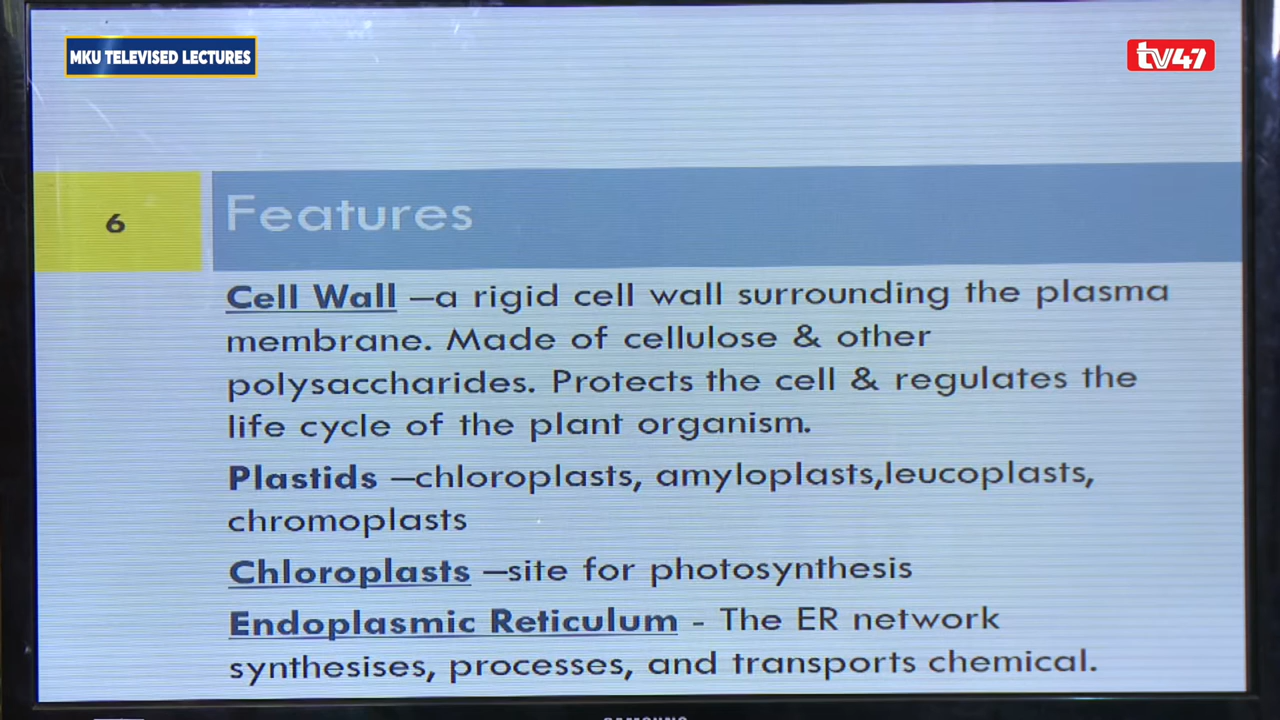 MKU TELEVISED LECTURES
tv47
6
Features
Cell Wall –a rigid cell wall surrounding the plasma
membrane. Made of cellulose & other
polysaccharides. Protects the cell & regulates the
life cycle of the plant organism.
Plastids –chloroplasts, amyloplasts,leucoplasts,
chromoplasts
Chloroplasts –site for photosynthesis
Endoplasmic Reticulum - The ER network
synthesises, processes, and transports chemical.
SAMSUNG